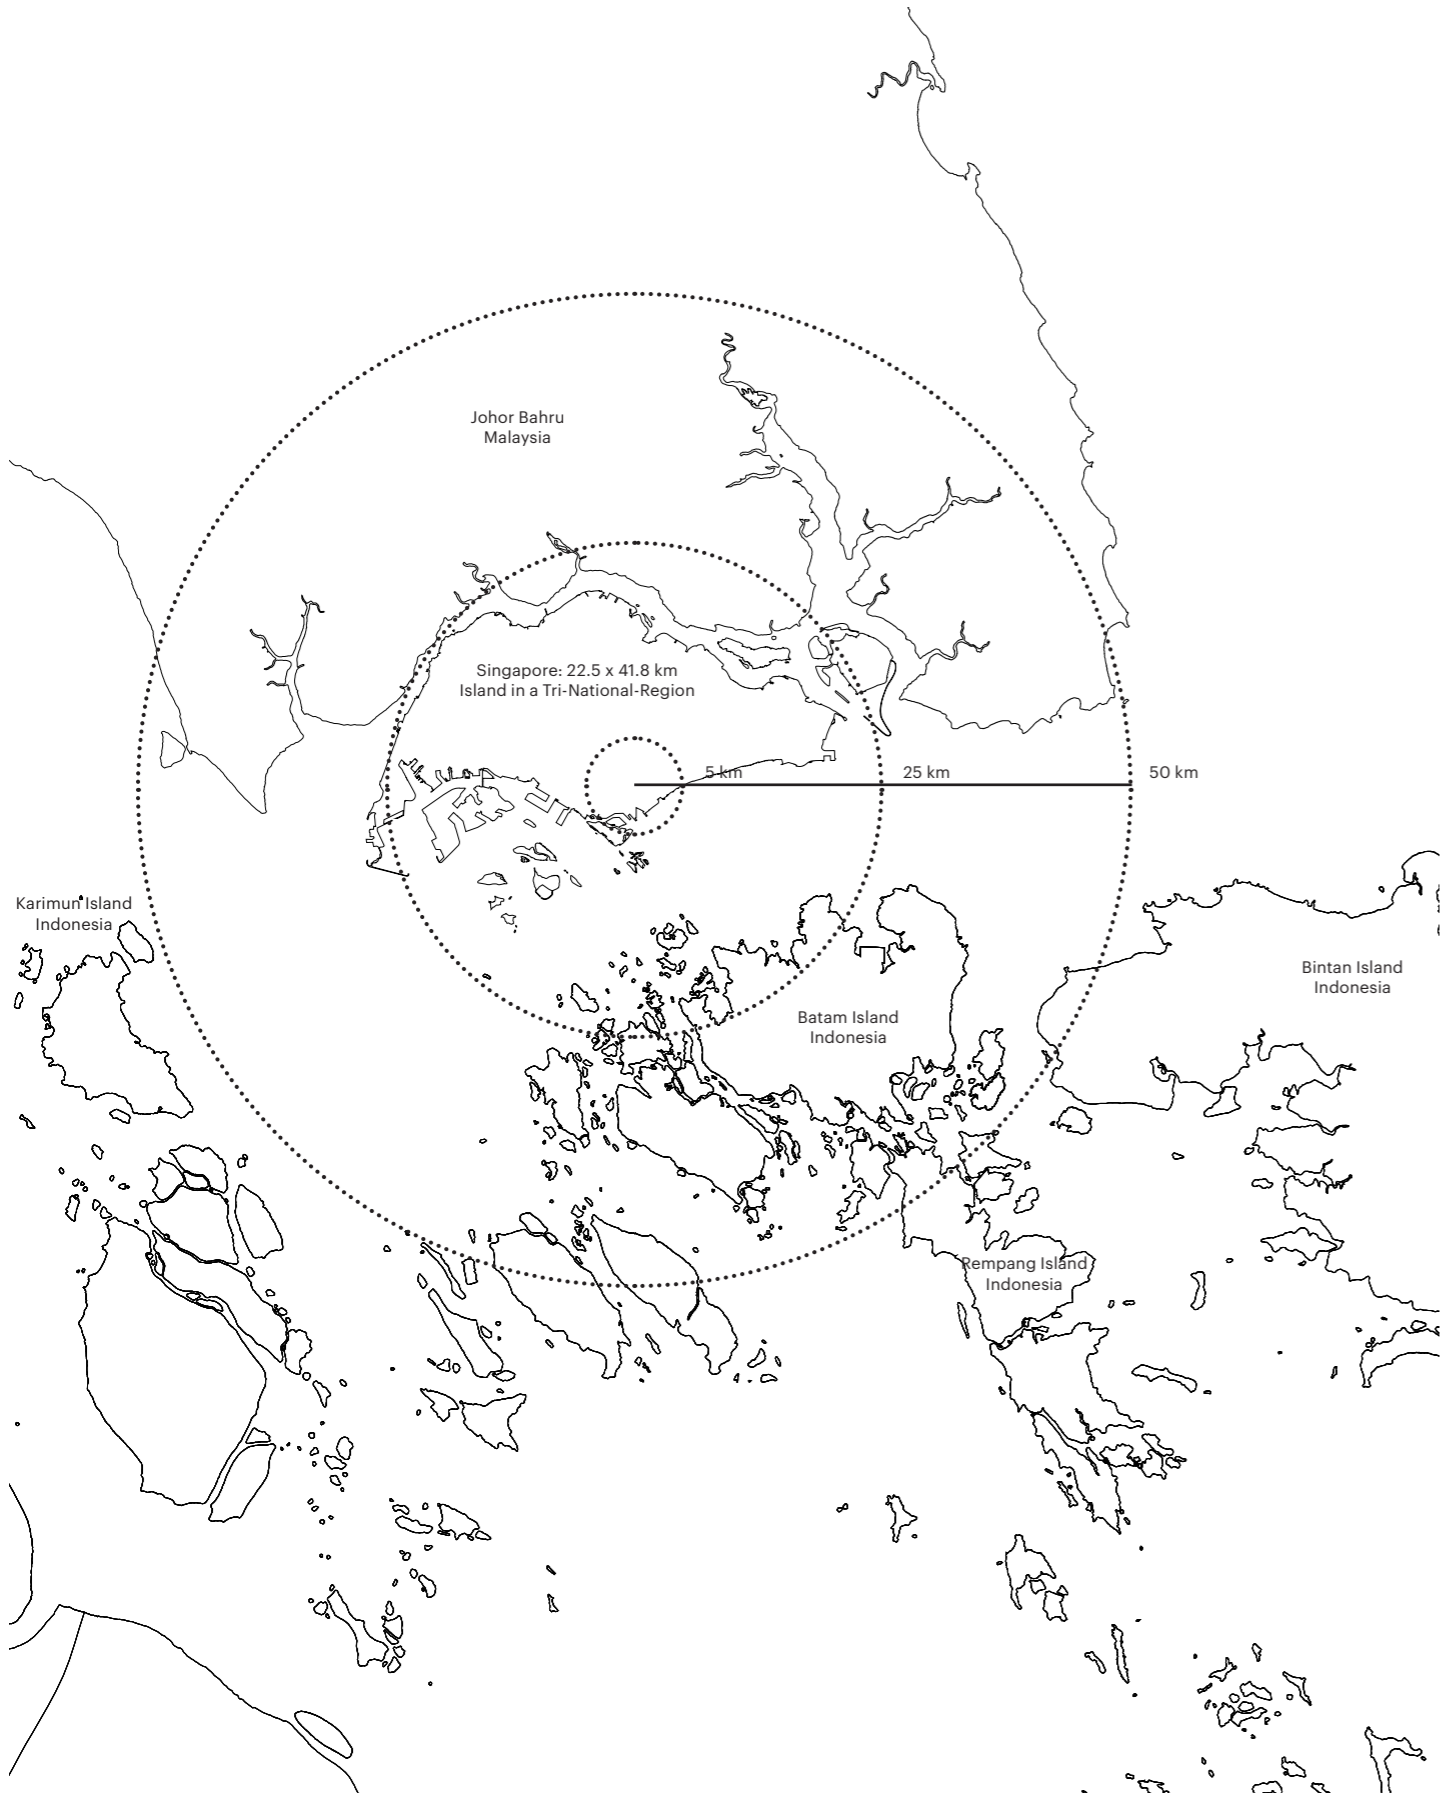 Johor Bahru
Malaysia
Singapore: 22.5 x 41.8 km
Island in a Tri-National-Region
5 km
25 km
50 km
Karimun Island
Indonesia
Bintan Island
Indonesia
Batam Island
Indonesia
Rempang Island
Indonesia